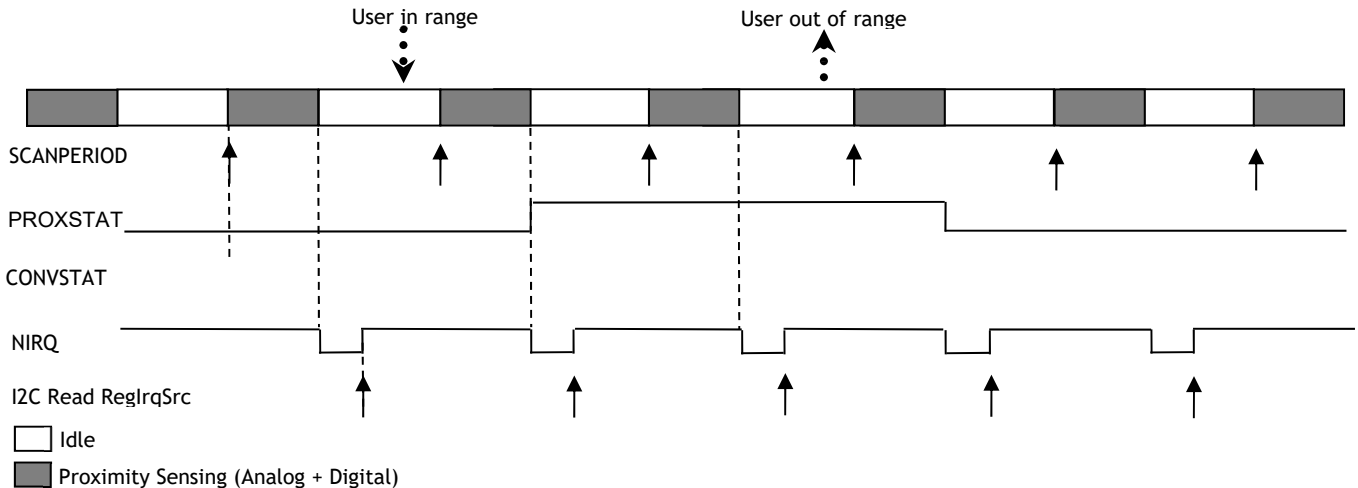 User in range
User out of range
SCANPERIOD
PROXSTAT
CONVSTAT
NIRQ
I2C Read RegIrqSrc
Idle
Proximity Sensing (Analog + Digital)